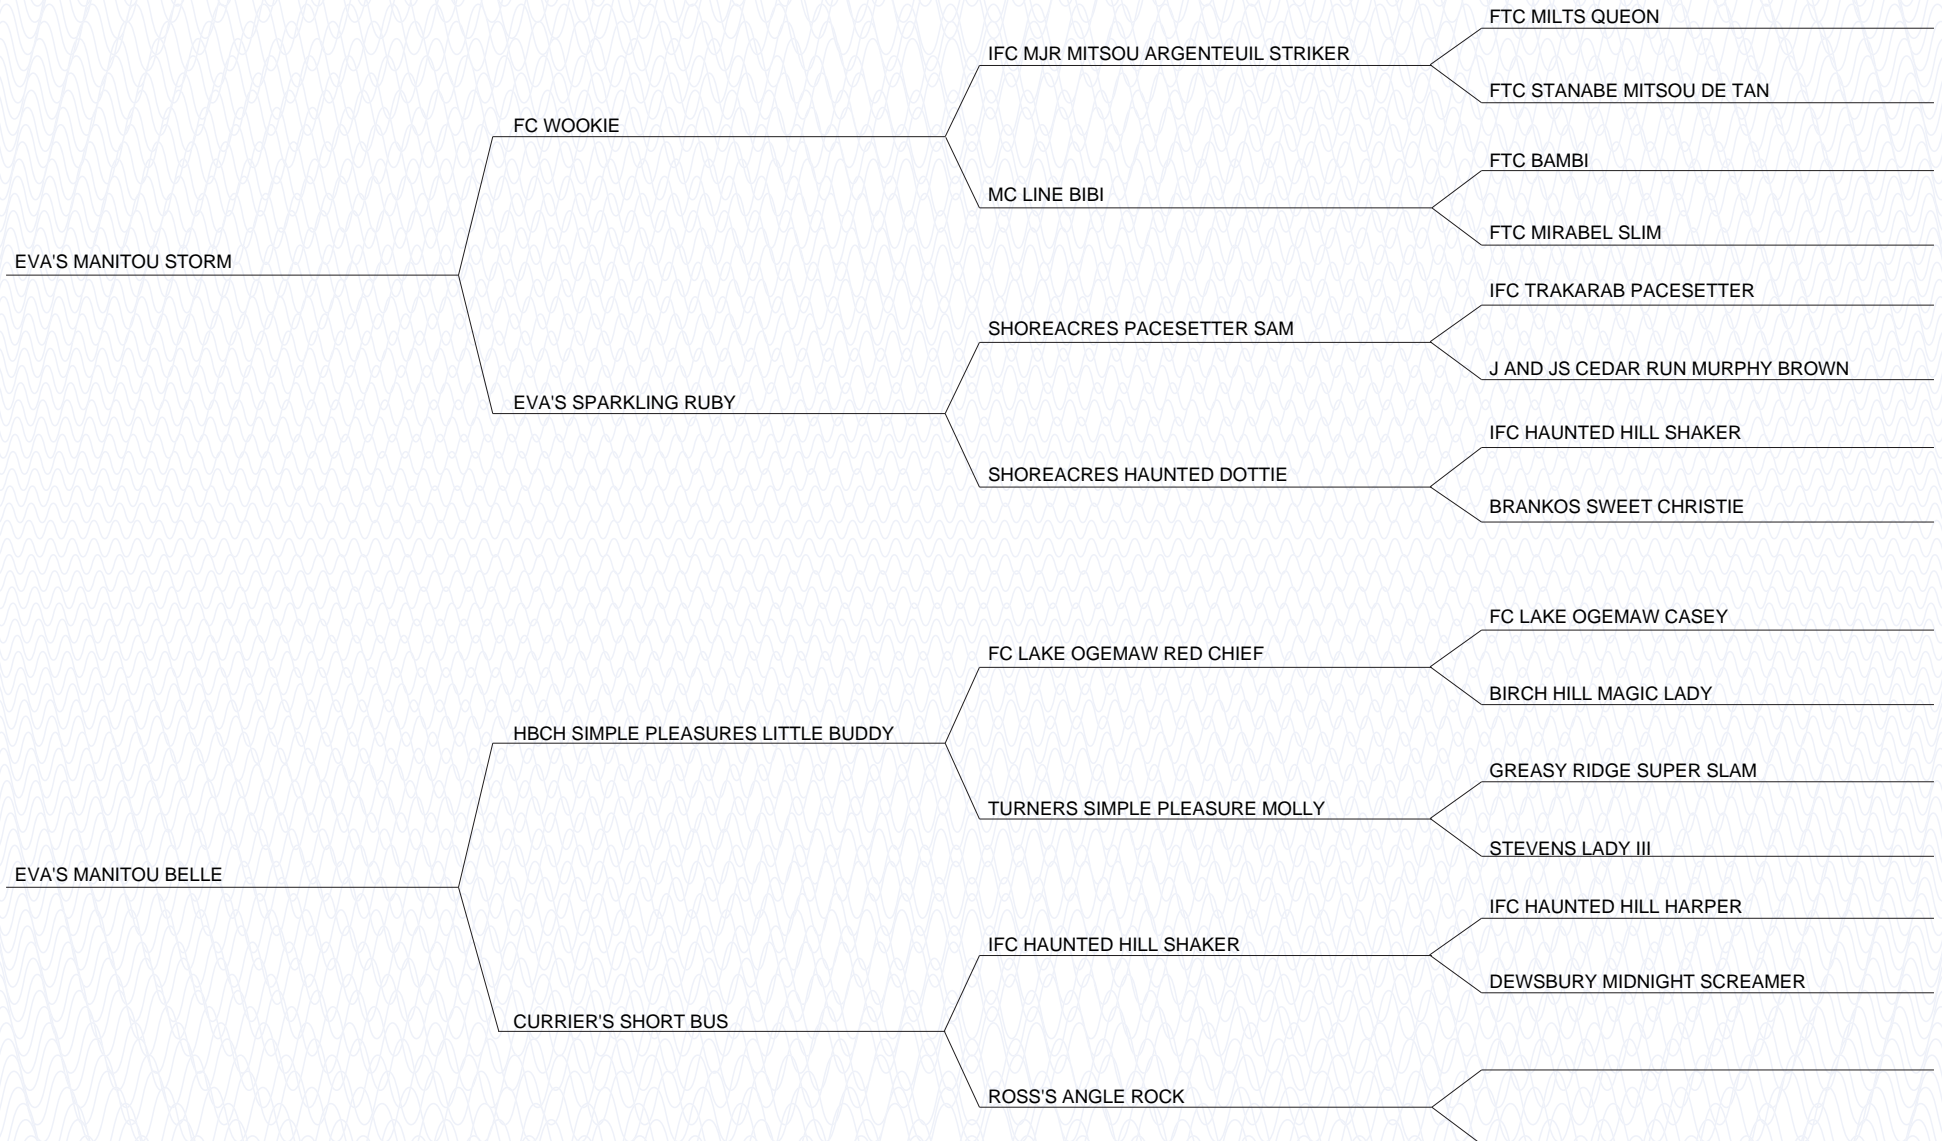 FTC MILTS QUEON
IFC MJR MITSOU ARGENTEUIL STRIKER
FTC STANABE MITSOU DE TAN
FC WOOKIE
FTC BAMBI
MC LINE BIBI
FTC MIRABEL SLIM
EVA'S MANITOU STORM
IFC TRAKARAB PACESETTER
SHOREACRES PACESETTER SAM
J AND JS CEDAR RUN MURPHY BROWN
EVA'S SPARKLING RUBY
IFC HAUNTED HILL SHAKER
SHOREACRES HAUNTED DOTTIE
BRANKOS SWEET CHRISTIE
FC LAKE OGEMAW CASEY
FC LAKE OGEMAW RED CHIEF
BIRCH HILL MAGIC LADY
HBCH SIMPLE PLEASURES LITTLE BUDDY
GREASY RIDGE SUPER SLAM
TURNERS SIMPLE PLEASURE MOLLY
STEVENS LADY III
EVA'S MANITOU BELLE
IFC HAUNTED HILL HARPER
IFC HAUNTED HILL SHAKER
DEWSBURY MIDNIGHT SCREAMER
CURRIER'S SHORT BUS
ROSS'S ANGLE ROCK